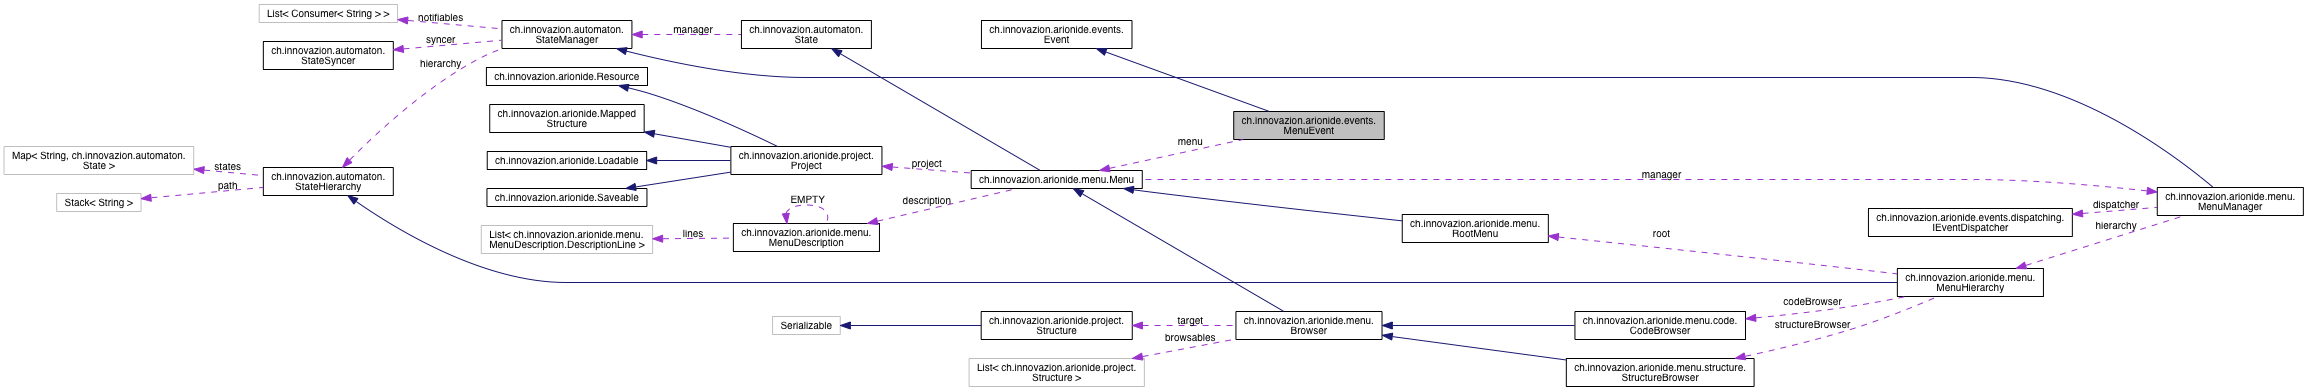 List< Consumer< String > >
notifiables
ch.innovazion.automaton.
StateManager
manager
ch.innovazion.automaton.
State
ch.innovazion.arionide.events.
Event
ch.innovazion.automaton.
StateSyncer
syncer
hierarchy
ch.innovazion.arionide.Resource
ch.innovazion.arionide.Mapped
Structure
ch.innovazion.arionide.events.
MenuEvent
menu
Map< String, ch.innovazion.automaton.
State >
states
ch.innovazion.automaton.
StateHierarchy
path
Stack< String >
ch.innovazion.arionide.Loadable
ch.innovazion.arionide.project.
Project
project
ch.innovazion.arionide.menu.Menu
manager
ch.innovazion.arionide.menu.
MenuManager
ch.innovazion.arionide.Saveable
description
EMPTY
dispatcher
ch.innovazion.arionide.events.dispatching.
IEventDispatcher
hierarchy
List< ch.innovazion.arionide.menu.
MenuDescription.DescriptionLine >
lines
ch.innovazion.arionide.menu.
MenuDescription
ch.innovazion.arionide.menu.
RootMenu
root
ch.innovazion.arionide.menu.
MenuHierarchy
codeBrowser
structureBrowser
Serializable
ch.innovazion.arionide.project.
Structure
target
browsables
ch.innovazion.arionide.menu.
Browser
ch.innovazion.arionide.menu.code.
CodeBrowser
List< ch.innovazion.arionide.project.
Structure >
ch.innovazion.arionide.menu.structure.
StructureBrowser